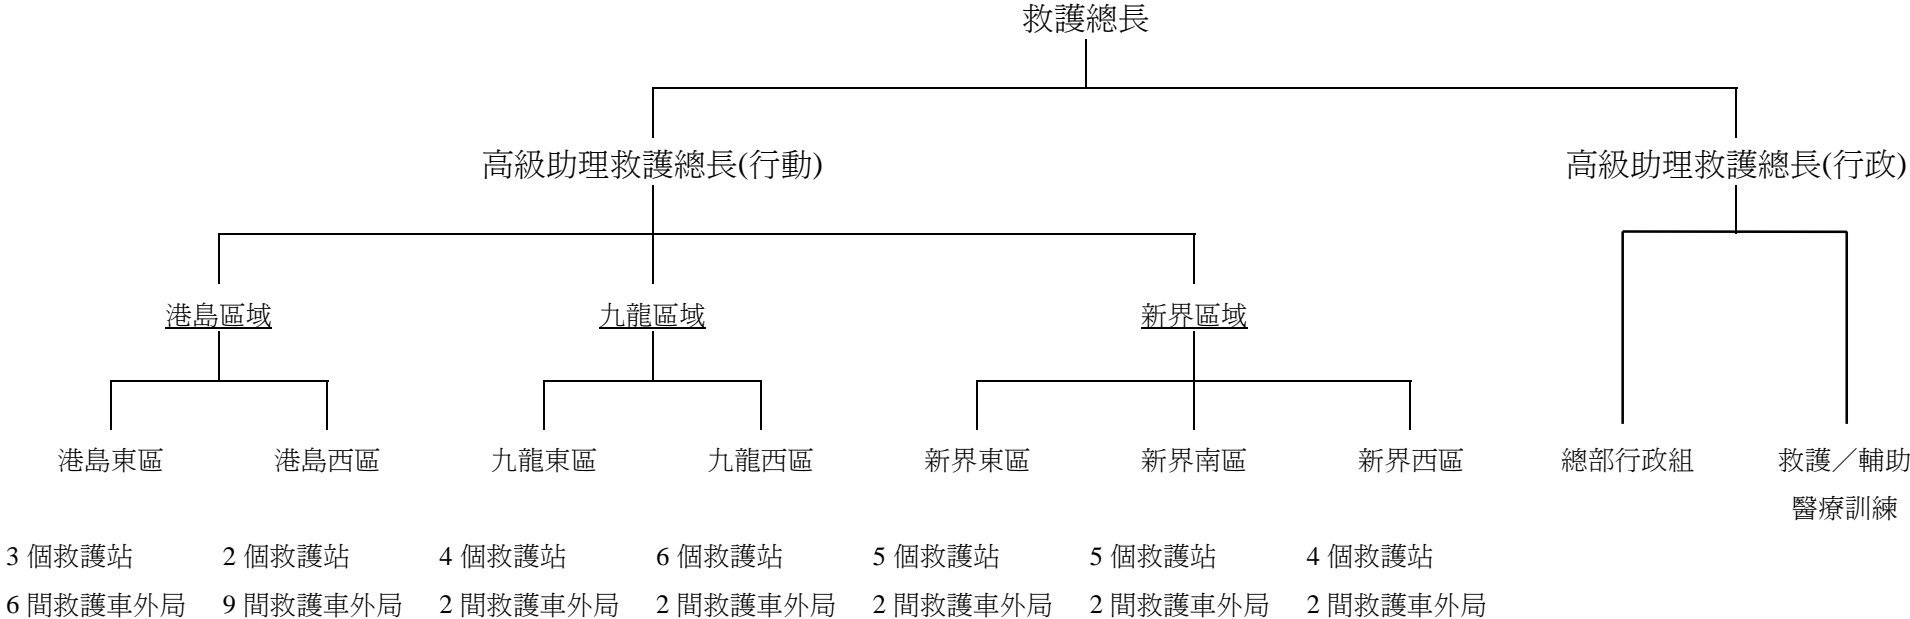 救護總長
高級助理救護總長(行動)
高級助理救護總長(行政)
港島區域
九龍區域
新界區域
港島東區
港島西區
九龍東區
九龍西區
新界東區
新界南區
新界西區
總部行政組
救護／輔助
醫療訓練
3 個救護站
2 個救護站
4 個救護站
6 個救護站
5 個救護站
5 個救護站
4 個救護站
6 間救護車外局
9 間救護車外局
2 間救護車外局
2 間救護車外局
2 間救護車外局
2 間救護車外局
2 間救護車外局